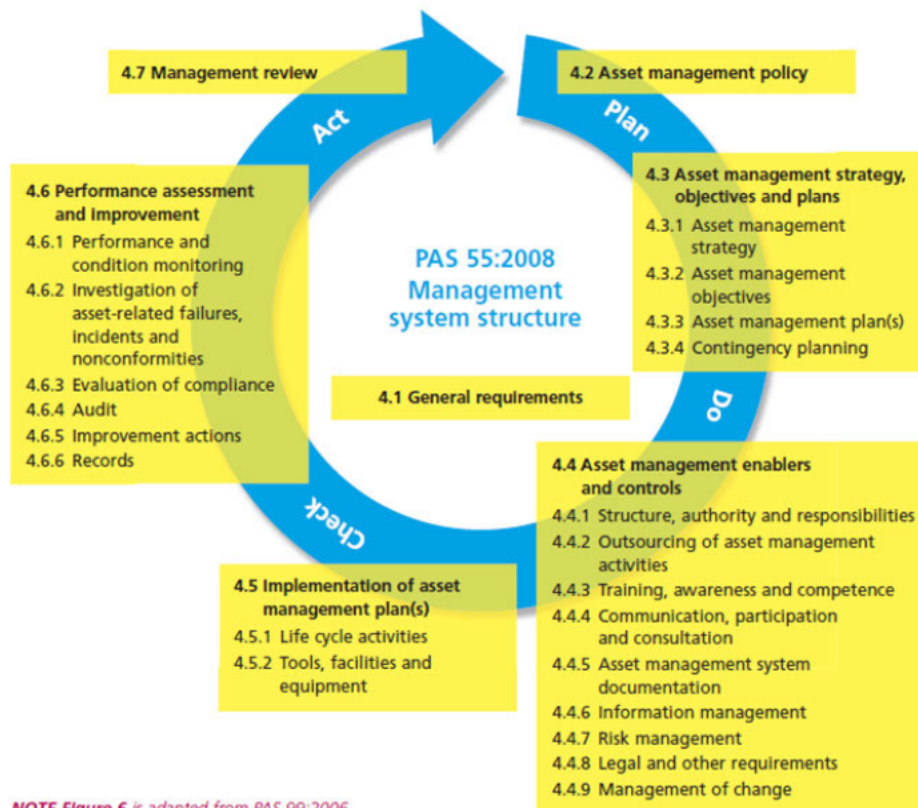 4.7 Management review
4.2 Asset management policy
Act
Plan
4.6 Performance assessment
and improvement
4.6.1 Performance and
condition monitoring
4.6.2 Investigation of
asset-related failures,
incidents and
nonconformities
4.6.3 Evaluation of compliance
4.6.4 Audit
4.6.5 Improvement actions
4.6.6 Records
PAS 55:2008
Management
system structure
4.1 General requirements
4.3 Asset management strategy,
objectives and plans
4.3.1 Asset management
strategy
4.3.2 Asset management
objectives
4.3.3 Asset management plan(s)
4.3.4 Contingency planning
Do
4.4 Asset management enablers
and controls
4.4.1 Structure, authority and responsibilities
4.4.2 Outsourcing of asset management
activities
4.4.3 Training, awareness and competence
4.4.4 Communication, participation
and consultation
4.4.5 Asset management system
documentation
4.4.6 Information management
4.4.7 Risk management
4.4.8 Legal and other requirements
4.4.9 Management of change
Check
4.5 Implementation of asset
management plan(s)
4.5.1 Life cycle activities
4.5.2 Tools, facilities and
equipment
NOTE Figure 6 is adapted from PAS 99:2006